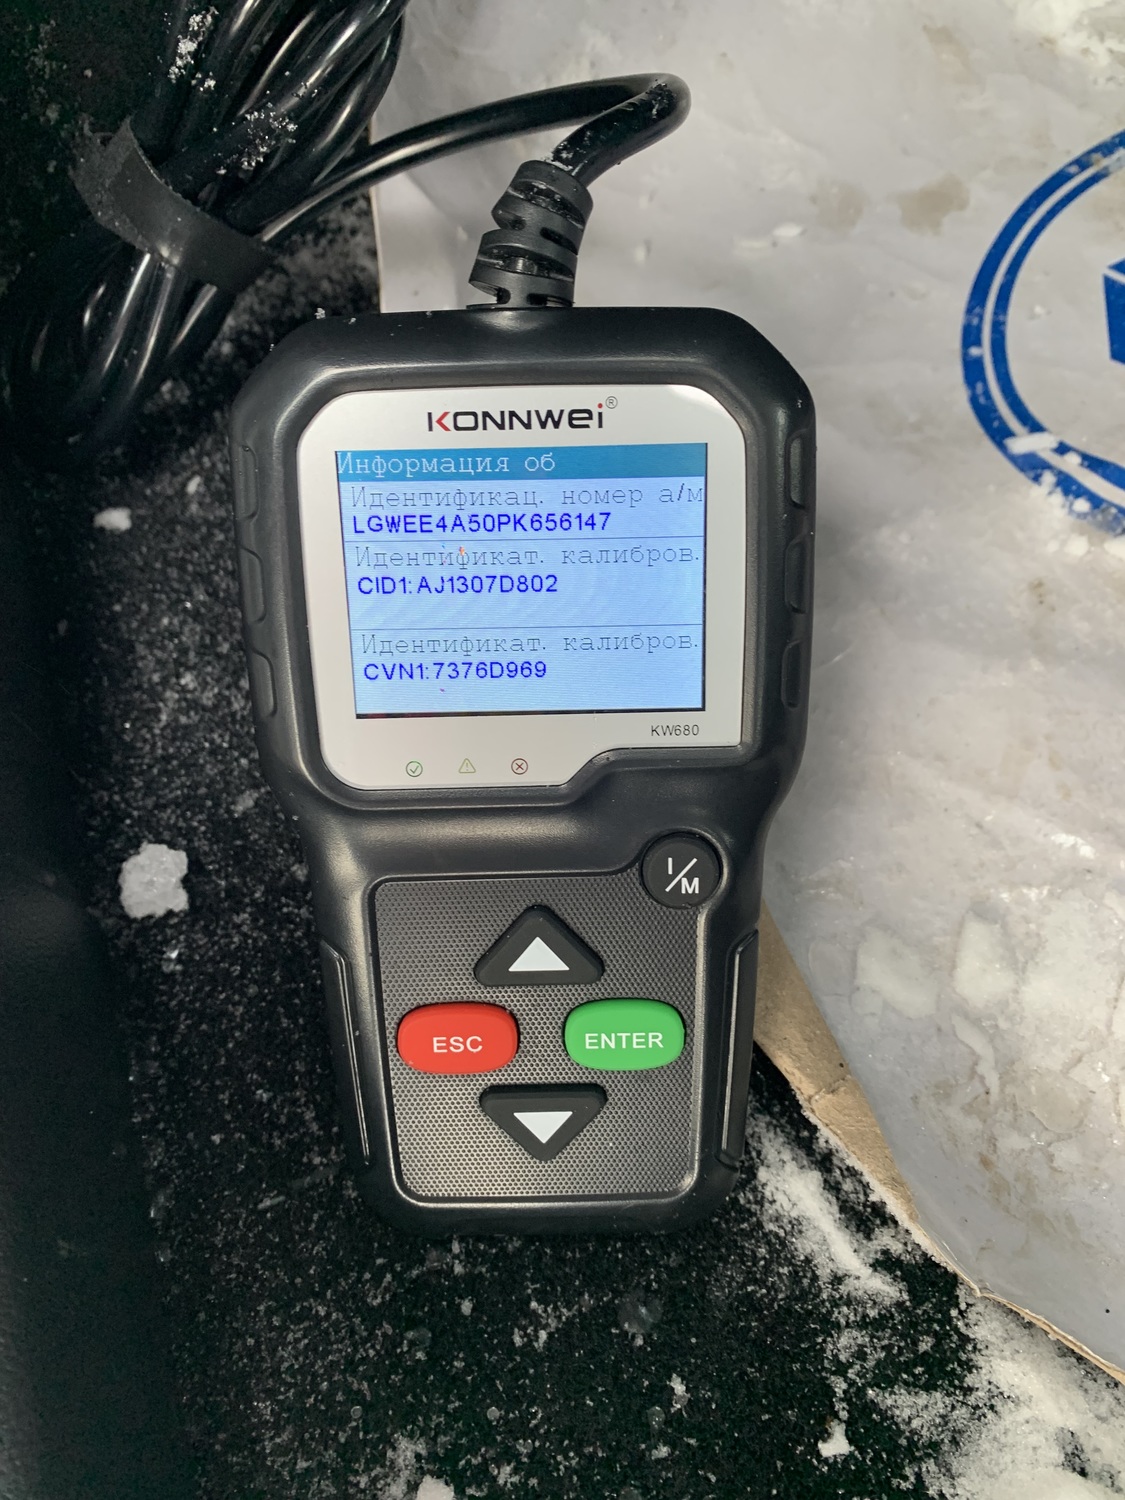 KONNWEI®
Информация об
Идентификац. номер а/м
LGWEE4A50PK656147
Идентификат. калибров.
CID1:AJ1307D802
Идентификат. калибров.
CVN1:7376D969
KW680
I/M
ESC
ENTER